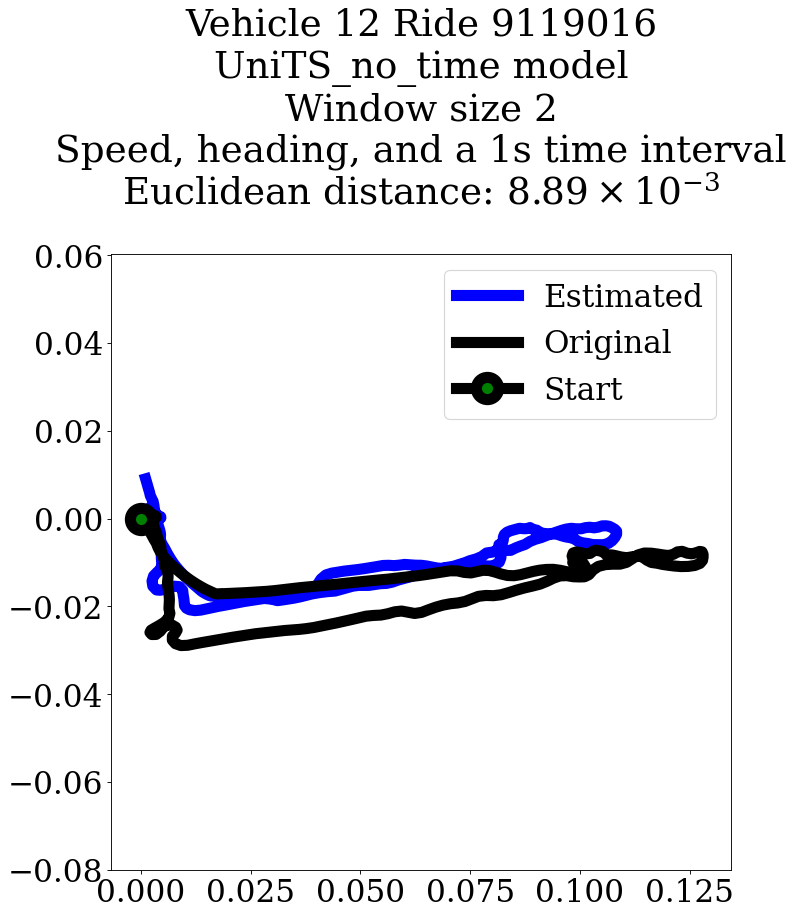 Vehicle 12 Ride 9119016
UniTS_no_time model
Window size 2
Speed, heading, and a 1s time interval
Euclidean distance: 8.89 × 10⁻³
0.06
Estimated
0.04
Original
Start
0.02
0.00
−0.02
−0.04
−0.06
−0.08
0.000 0.025 0.050 0.075 0.100 0.125